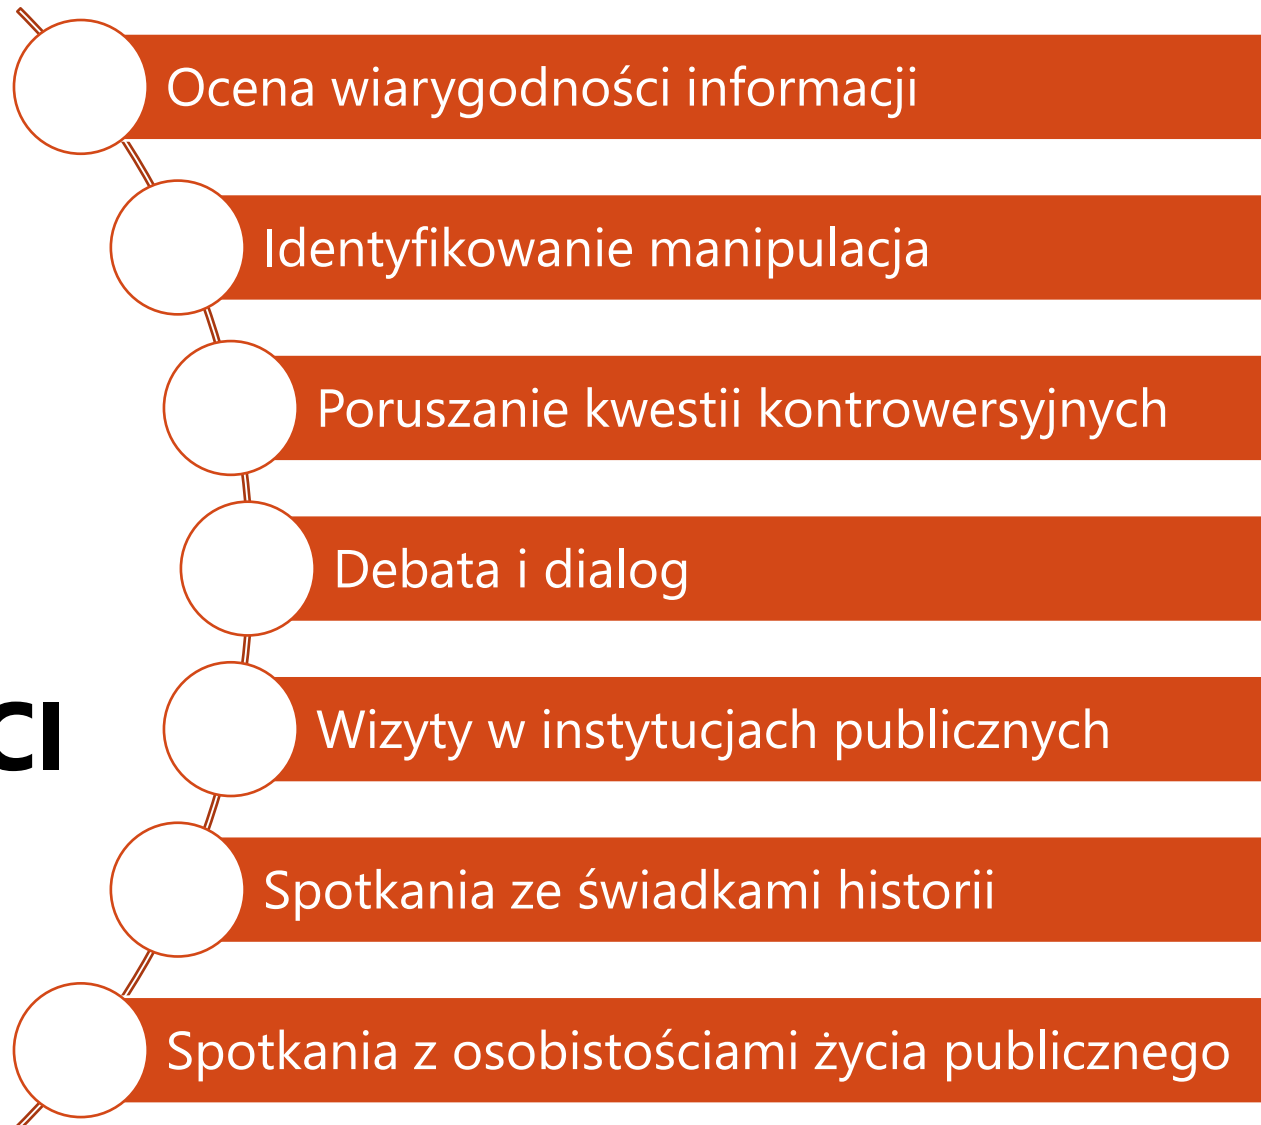 Ocena wiarygodności informacji
Identyfikowanie manipulacja
Poruszanie kwestii kontrowersyjnych
Debata i dialog
CI
Wizyty w instytucjach publicznych
Spotkania ze świadkami historii
Spotkania z osobistościami życia publicznego